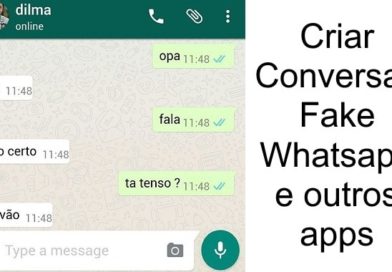 dilma
online
opa 11:48
11:48
fala 11:48
o certo 11:48
ta tenso ? 11:48
vão 11:48
Type a message
Criar
Conversa
Fake
Whatsap
e outros
apps